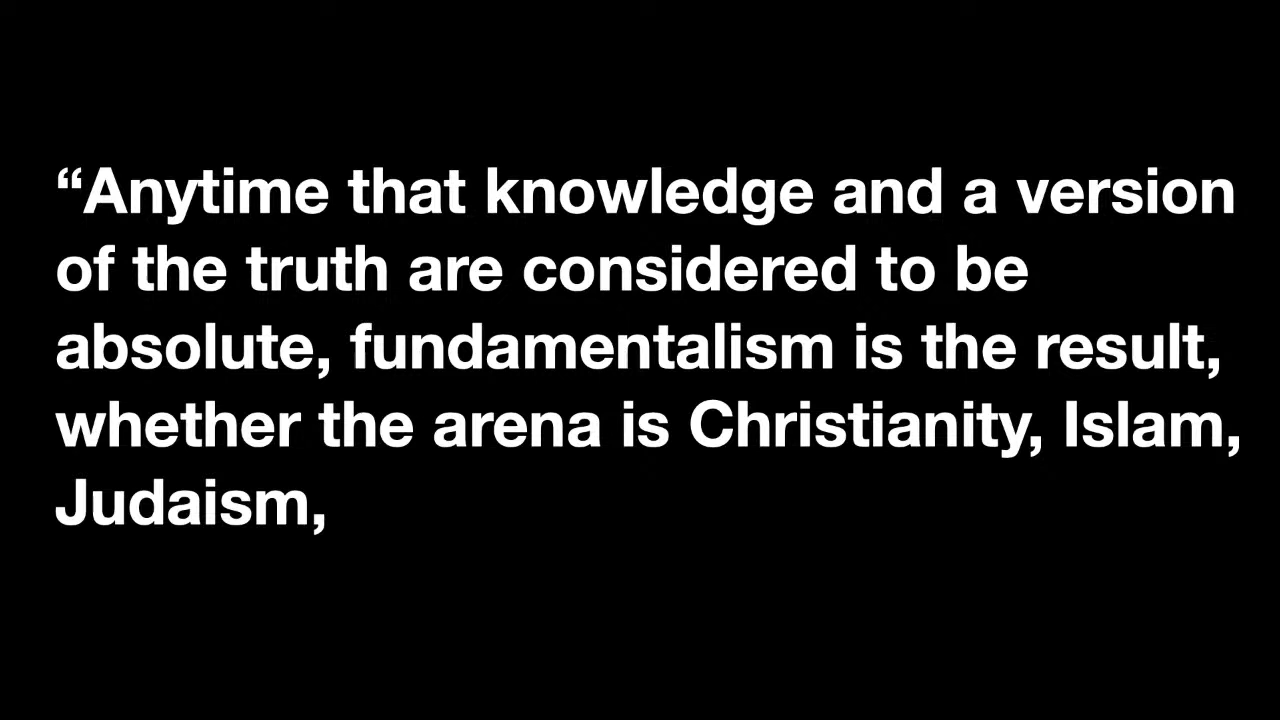 “Anytime that knowledge and a version
of the truth are considered to be
absolute, fundamentalism is the result,
whether the arena is Christianity, Islam,
Judaism,